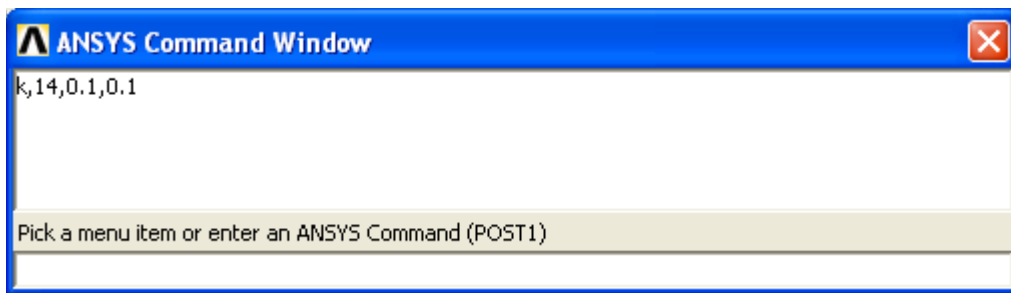 ANSYS Command Window
k,14,0.1,0.1
Pick a menu item or enter an ANSYS Command (POST1)